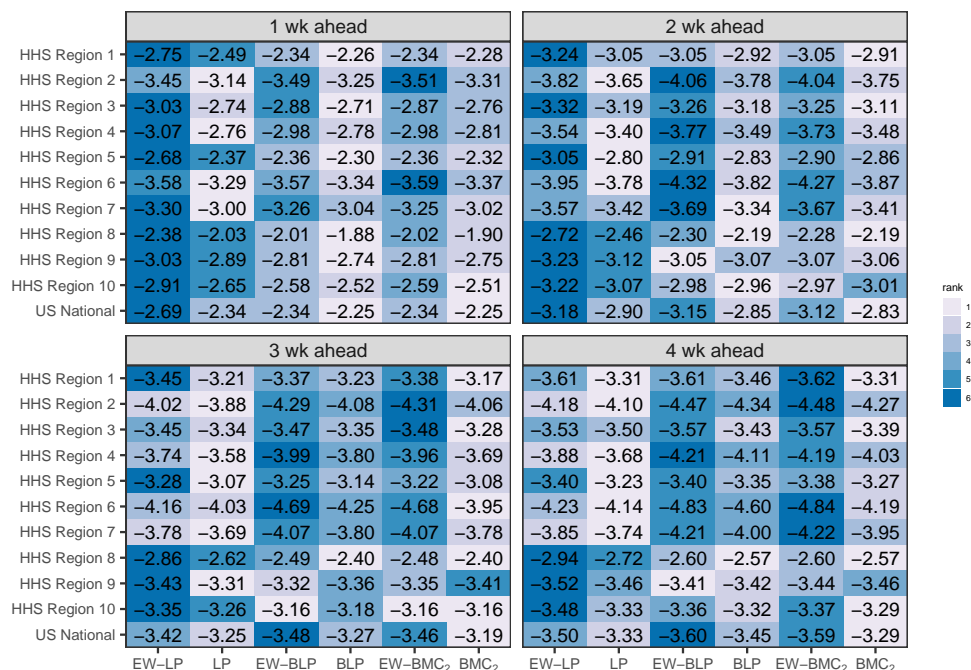 1 wk ahead 2 wk ahead
HHS Region 1 −2.75 −2.49 −2.34 −2.26 −2.34 −2.28 −3.24 −3.05 −3.05 −2.92 −3.05 −2.91
HHS Region 2 −3.45 −3.14 −3.49 −3.25 −3.51 −3.31 −3.82 −3.65 −4.06 −3.78 −4.04 −3.75
HHS Region 3 −3.03 −2.74 −2.88 −2.71 −2.87 −2.76 −3.32 −3.19 −3.26 −3.18 −3.25 −3.11
HHS Region 4 −3.07 −2.76 −2.98 −2.78 −2.98 −2.81 −3.54 −3.40 −3.77 −3.49 −3.73 −3.48
HHS Region 5 −2.68 −2.37 −2.36 −2.30 −2.36 −2.32 −3.05 −2.80 −2.91 −2.83 −2.90 −2.86
HHS Region 6 −3.58 −3.29 −3.57 −3.34 −3.59 −3.37 −3.95 −3.78 −4.32 −3.82 −4.27 −3.87
HHS Region 7 −3.30 −3.00 −3.26 −3.04 −3.25 −3.02 −3.57 −3.42 −3.69 −3.34 −3.67 −3.41
HHS Region 8 −2.38 −2.03 −2.01 −1.88 −2.02 −1.90 −2.72 −2.46 −2.30 −2.19 −2.28 −2.19
HHS Region 9 −3.03 −2.89 −2.81 −2.74 −2.81 −2.75 −3.23 −3.12 −3.05 −3.07 −3.07 −3.06
HHS Region 10 −2.91 −2.65 −2.58 −2.52 −2.59 −2.51 −3.22 −3.07 −2.98 −2.96 −2.97 −3.01
US National −2.69 −2.34 −2.34 −2.25 −2.34 −2.25 −3.18 −2.90 −3.15 −2.85 −3.12 −2.83
3 wk ahead 4 wk ahead
HHS Region 1 −3.45 −3.21 −3.37 −3.23 −3.38 −3.17 −3.61 −3.31 −3.61 −3.46 −3.62 −3.31
HHS Region 2 −4.02 −3.88 −4.29 −4.08 −4.31 −4.06 −4.18 −4.10 −4.47 −4.34 −4.48 −4.27
HHS Region 3 −3.45 −3.34 −3.47 −3.35 −3.48 −3.28 −3.53 −3.50 −3.57 −3.43 −3.57 −3.39
HHS Region 4 −3.74 −3.58 −3.99 −3.80 −3.96 −3.69 −3.88 −3.68 −4.21 −4.11 −4.19 −4.03
HHS Region 5 −3.28 −3.07 −3.25 −3.14 −3.22 −3.08 −3.40 −3.23 −3.40 −3.35 −3.38 −3.27
HHS Region 6 −4.16 −4.03 −4.69 −4.25 −4.68 −3.95 −4.23 −4.14 −4.83 −4.60 −4.84 −4.19
HHS Region 7 −3.78 −3.69 −4.07 −3.80 −4.07 −3.78 −3.85 −3.74 −4.21 −4.00 −4.22 −3.95
HHS Region 8 −2.86 −2.62 −2.49 −2.40 −2.48 −2.40 −2.94 −2.72 −2.60 −2.57 −2.60 −2.57
HHS Region 9 −3.43 −3.31 −3.32 −3.36 −3.35 −3.41 −3.52 −3.46 −3.41 −3.42 −3.44 −3.46
HHS Region 10 −3.35 −3.26 −3.16 −3.18 −3.16 −3.16 −3.48 −3.33 −3.36 −3.32 −3.37 −3.29
US National −3.42 −3.25 −3.48 −3.27 −3.46 −3.19 −3.50 −3.33 −3.60 −3.45 −3.59 −3.29
EW−LP LP EW−BLP BLP EW−BMC₂ BMC₂ EW−LP LP EW−BLP BLP EW−BMC₂ BMC₂
rank
1
2
3
4
5
6